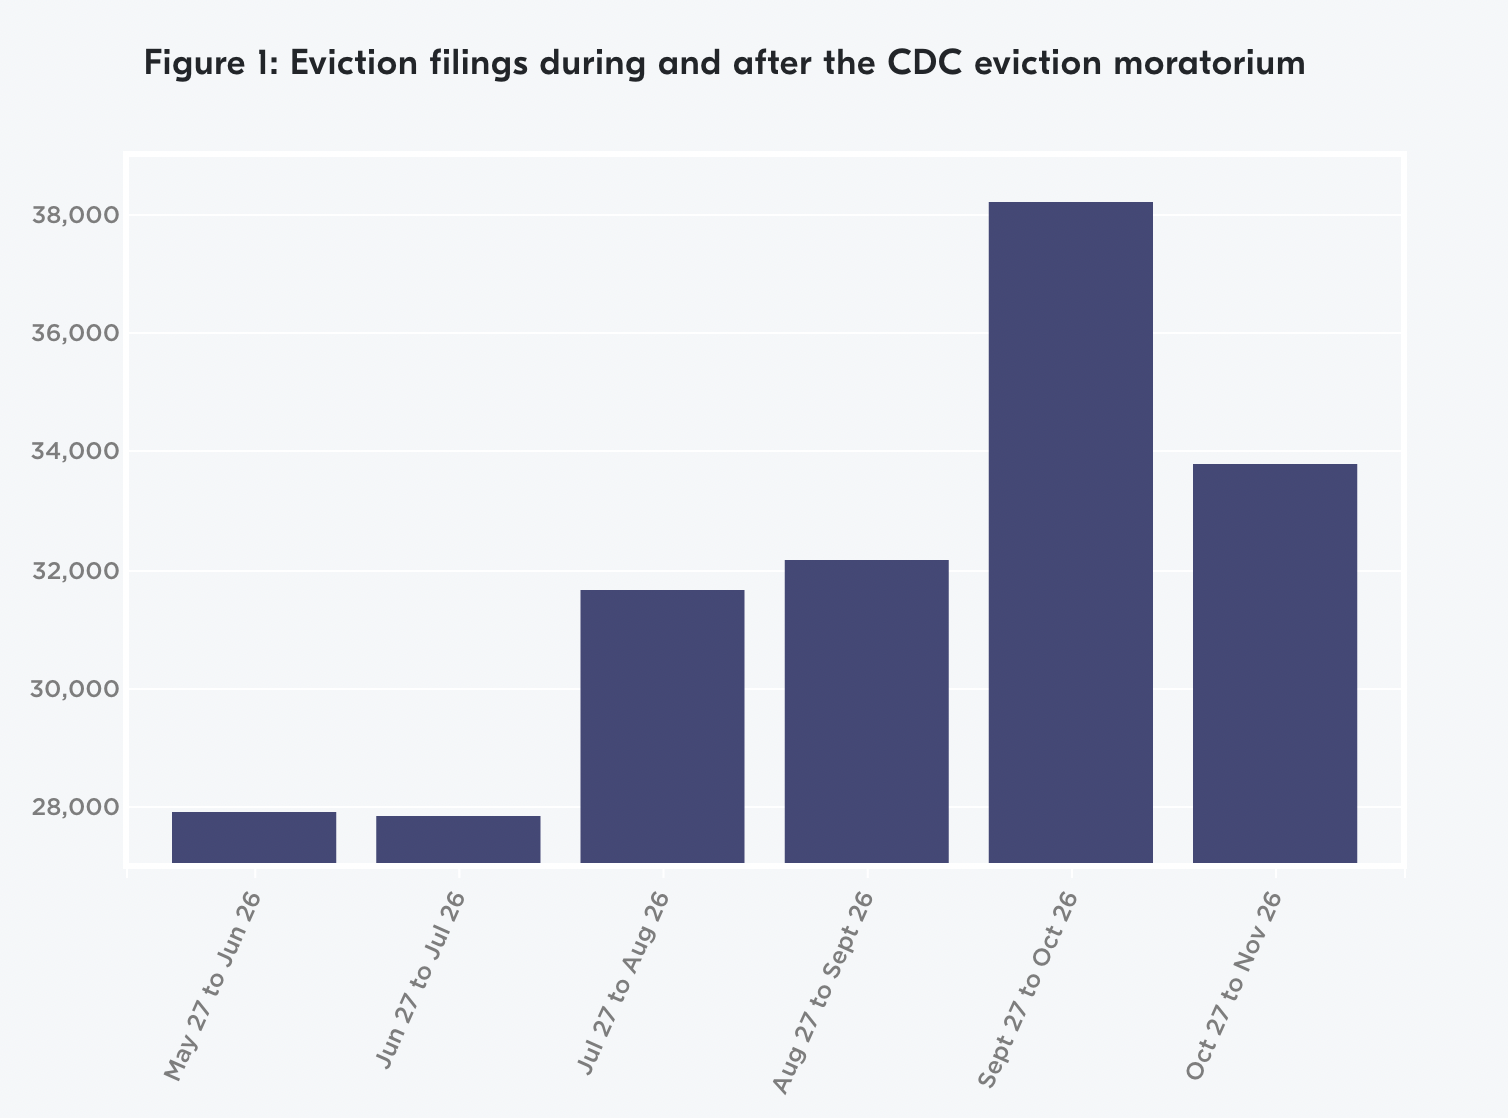 Figure 1: Eviction filings during and after the CDC eviction moratorium
38,000
36,000
34,000
32,000
30,000
28,000
May 27 to Jun 26
Jun 27 to Jul 26
Jul 27 to Aug 26
Aug 27 to Sept 26
Sept 27 to Oct 26
Oct 27 to Nov 26